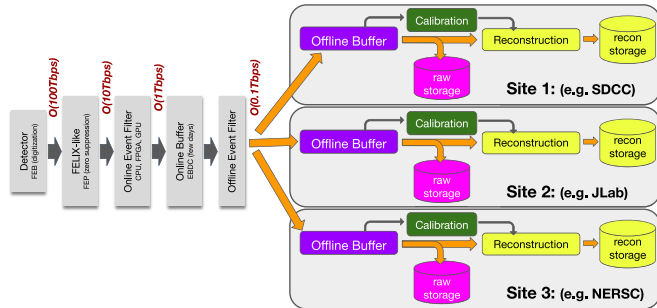 O(100Tbps)
O(10Tbps)
O(1Tbps)
O(0.1Tbps)
Detector
FEB (digitization)
FELIX-like
FEP (zero suppression)
Online Event Filter
CPU, FPGA, GPU
Online Buffer
EBDC (few days)
Offline Event Filter
Calibration
Offline Buffer
Reconstruction
recon
storage
raw
storage
Site 1: (e.g. SDCC)
Calibration
Offline Buffer
Reconstruction
recon
storage
raw
storage
Site 2: (e.g. JLab)
Calibration
Offline Buffer
Reconstruction
recon
storage
raw
storage
Site 3: (e.g. NERSC)